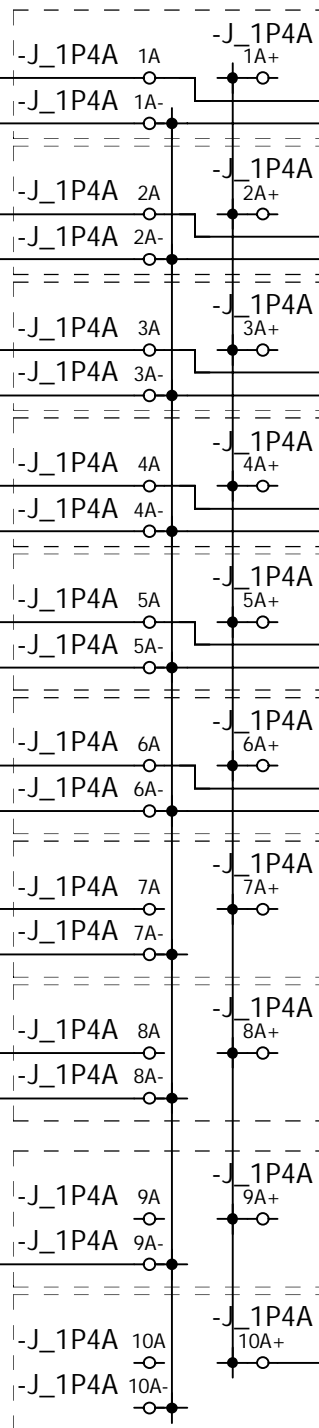 -J_1P4A
-J_1P4A 1A 1A+
-J_1P4A 1A-
-J_1P4A
-J_1P4A 2A 2A+
-J_1P4A 2A-
-J_1P4A
-J_1P4A 3A 3A+
-J_1P4A 3A-
-J_1P4A
-J_1P4A 4A 4A+
-J_1P4A 4A-
-J_1P4A
-J_1P4A 5A 5A+
-J_1P4A 5A-
-J_1P4A
-J_1P4A 6A 6A+
-J_1P4A 6A-
-J_1P4A
-J_1P4A 7A 7A+
-J_1P4A 7A-
-J_1P4A
-J_1P4A 8A 8A+
-J_1P4A 8A-
-J_1P4A
-J_1P4A 9A 9A+
-J_1P4A 9A-
-J_1P4A
-J_1P4A 10A 10A+
-J_1P4A 10A-